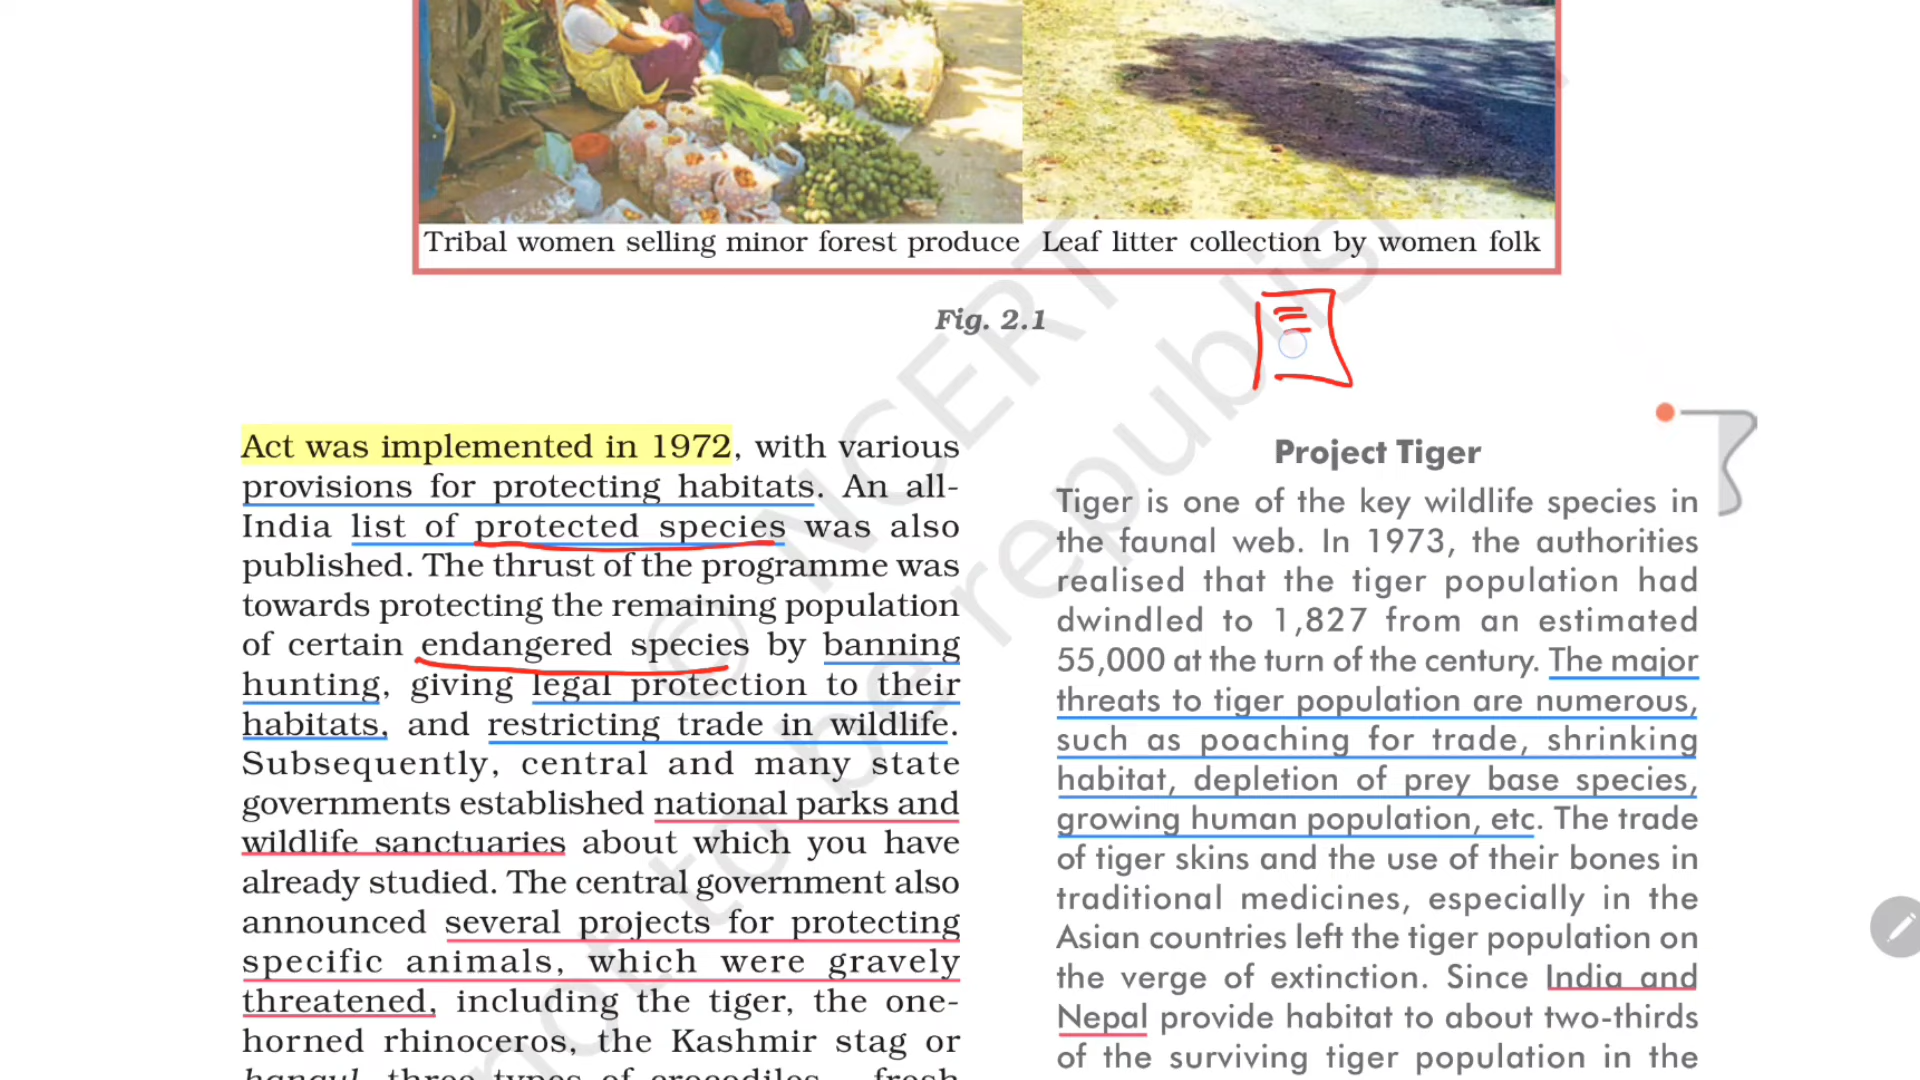 Tribal women selling minor forest produce
Leaf litter collection by women folk
Fig. 2.1
Act was implemented in 1972, with various
provisions for protecting habitats. An all-
India list of protected species was also
published. The thrust of the programme was
towards protecting the remaining population
of certain endangered species by banning
hunting, giving legal protection to their
habitats, and restricting trade in wildlife.
Subsequently, central and many state
governments established national parks and
wildlife sanctuaries about which you have
already studied. The central government also
announced several projects for protecting
specific animals, which were gravely
threatened, including the tiger, the one-
horned rhinoceros, the Kashmir stag or
hangul, three types of crocodiles – fresh
Project Tiger
Tiger is one of the key wildlife species in
the faunal web. In 1973, the authorities
realised that the tiger population had
dwindled to 1,827 from an estimated
55,000 at the turn of the century. The major
threats to tiger population are numerous,
such as poaching for trade, shrinking
habitat, depletion of prey base species,
growing human population, etc. The trade
of tiger skins and the use of their bones in
traditional medicines, especially in the
Asian countries left the tiger population on
the verge of extinction. Since India and
Nepal provide habitat to about two-thirds
of the surviving tiger population in the
© NCERT
not to be republis